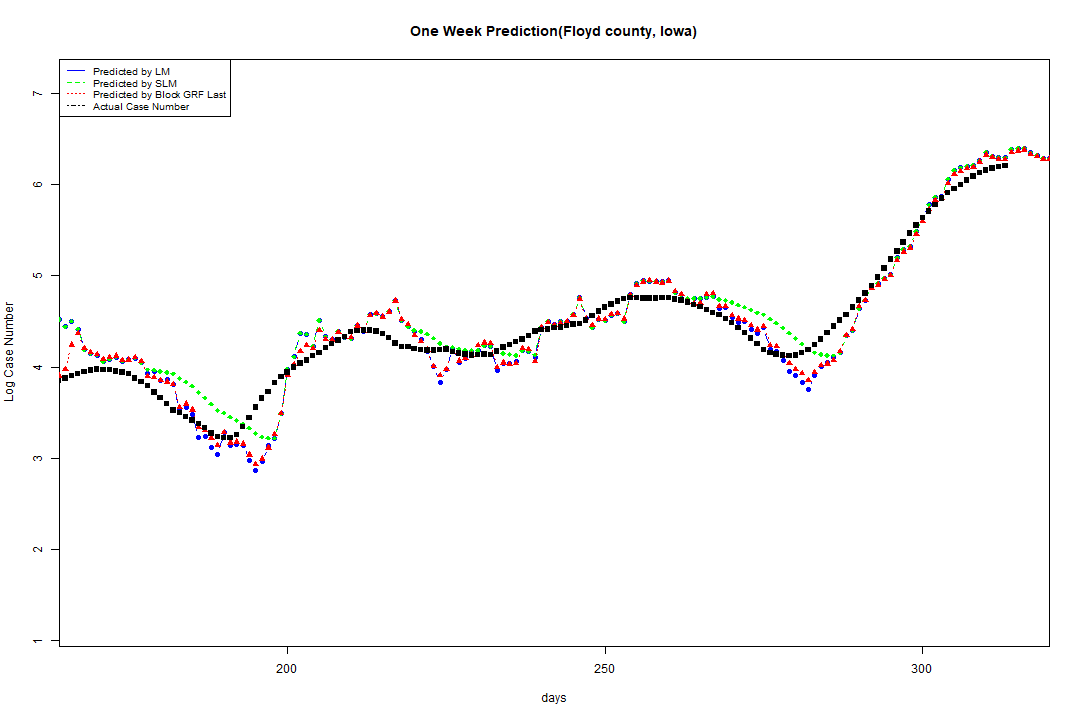 One Week Prediction(Floyd county, Iowa)
Predicted by LM
Predicted by SLM
Predicted by Block GRF Last
Actual Case Number
7
6
5
4
3
2
1
Log Case Number
200
250
300
days